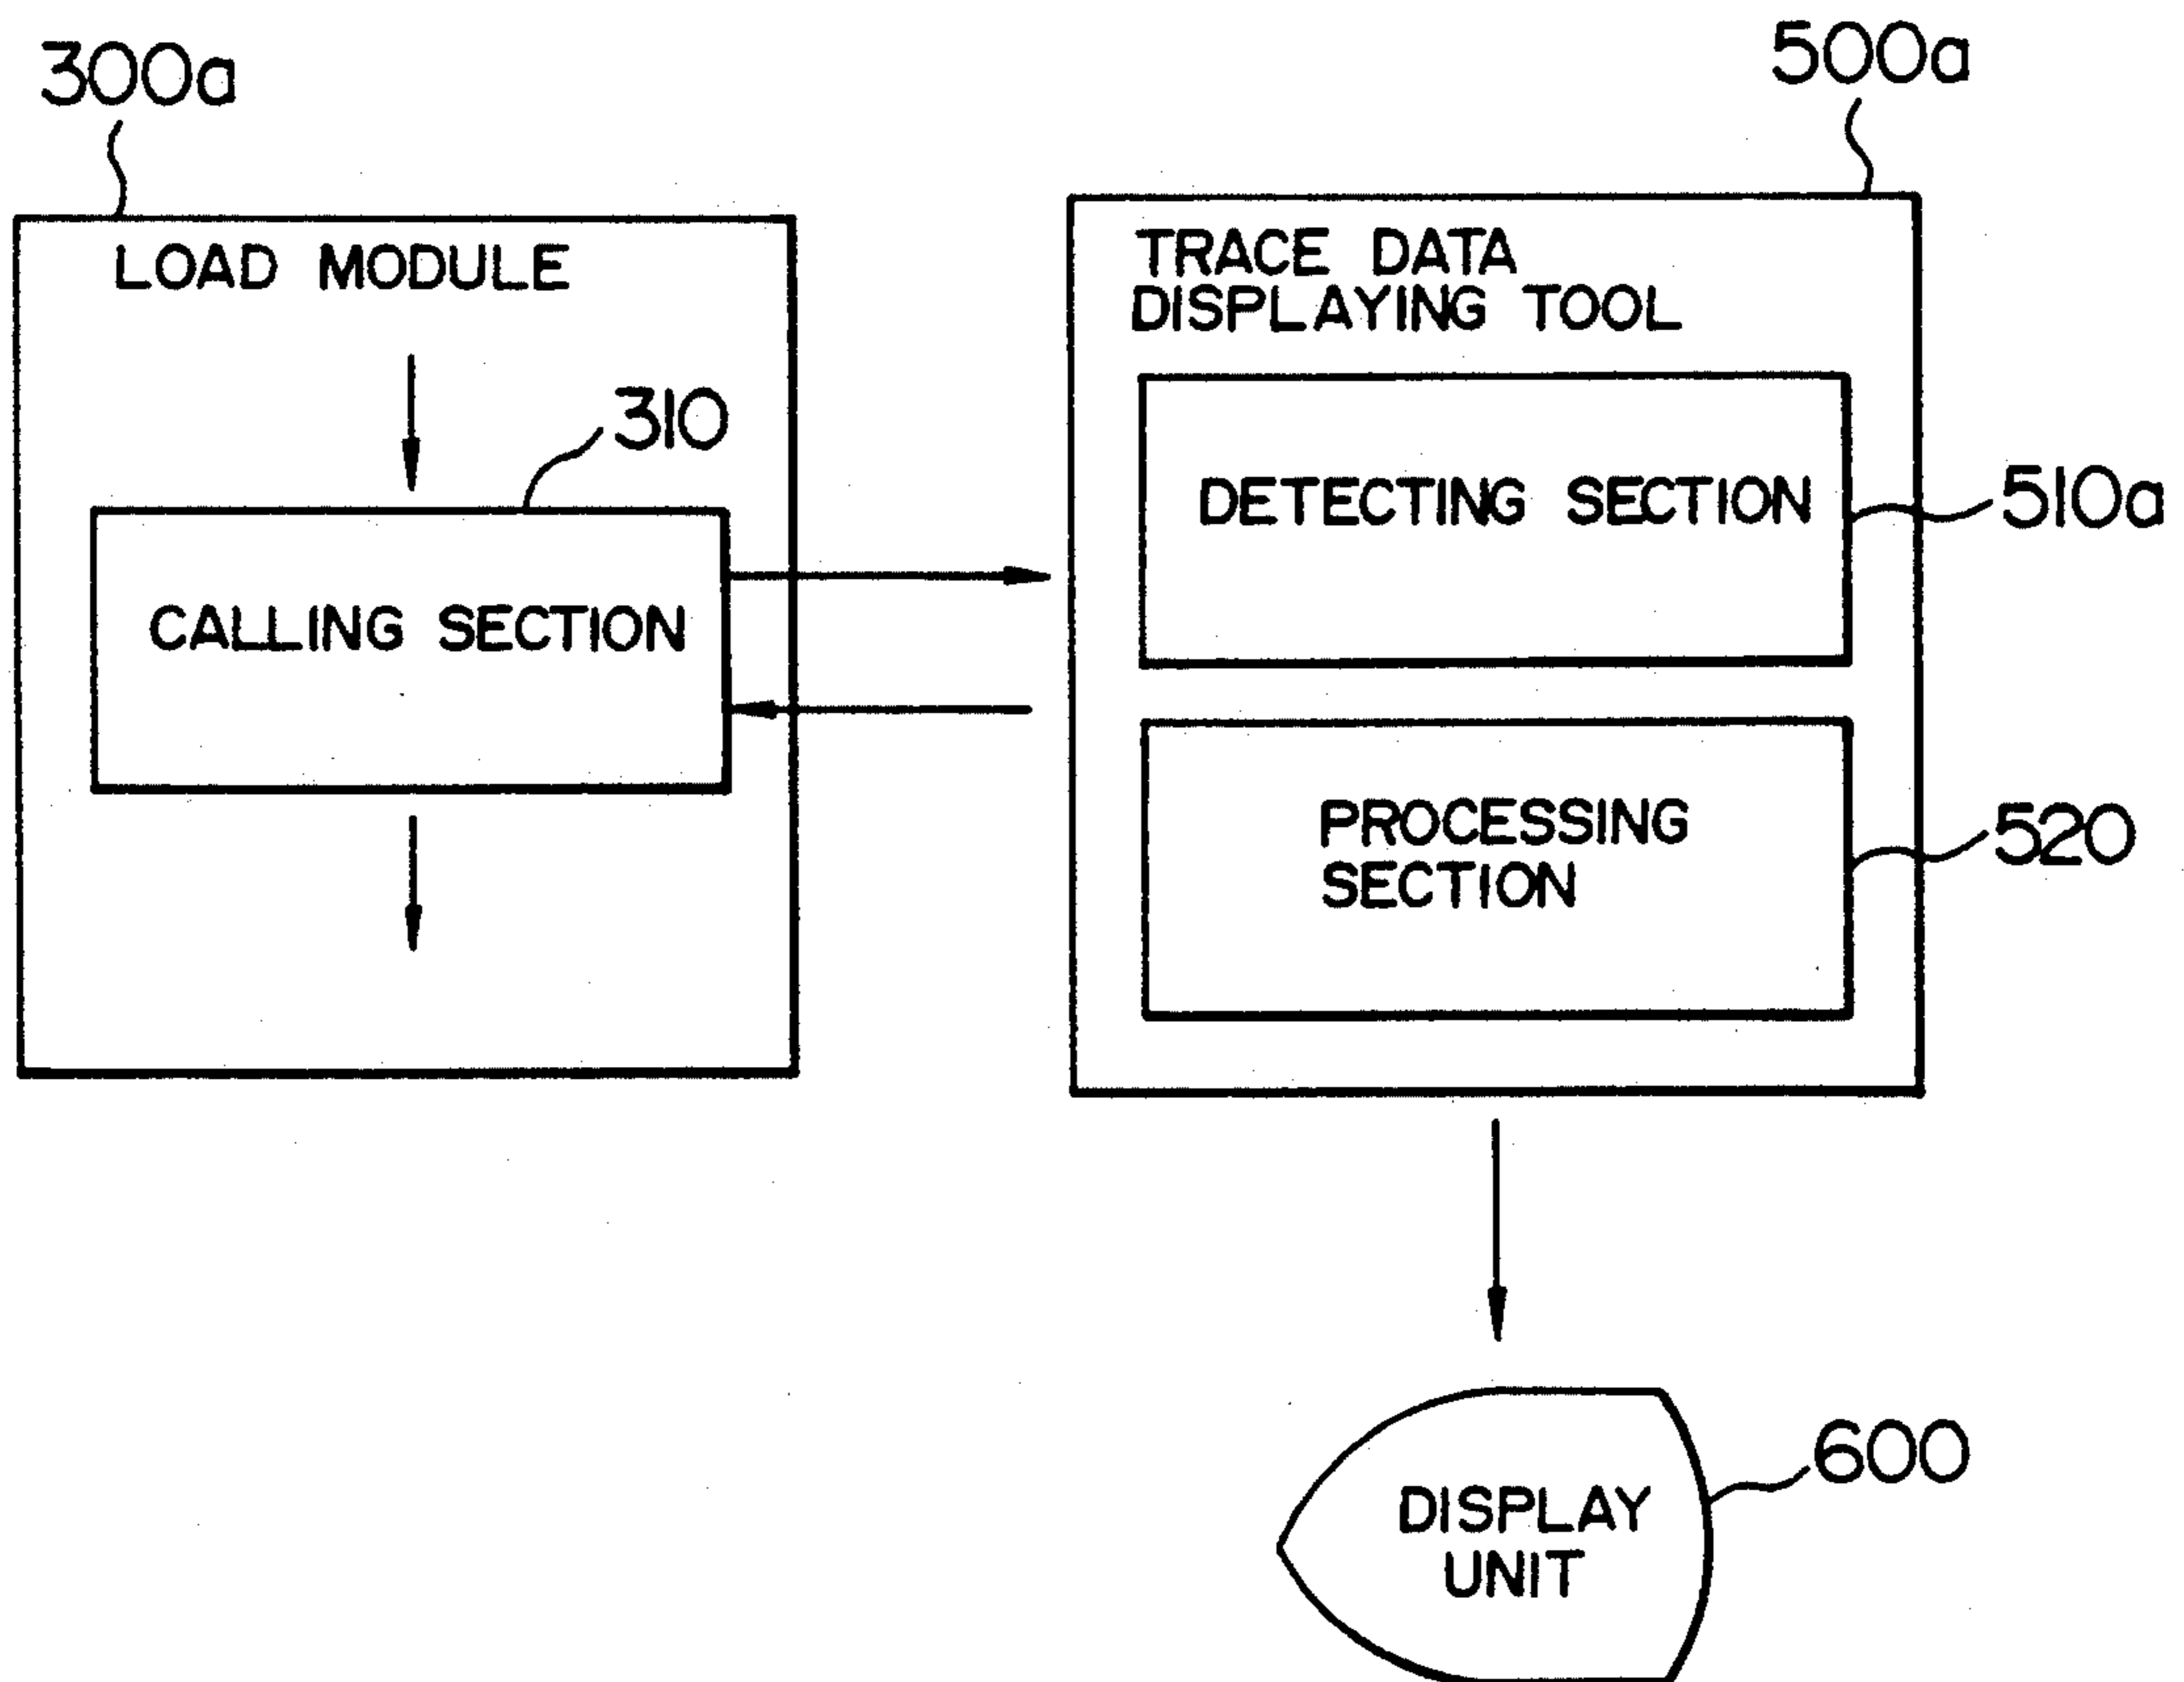 300a
500a
LOAD MODULE
TRACE DATA
DISPLAYING TOOL
310
DETECTING SECTION
510a
CALLING SECTION
PROCESSING
SECTION
520
600
DISPLAY
UNIT